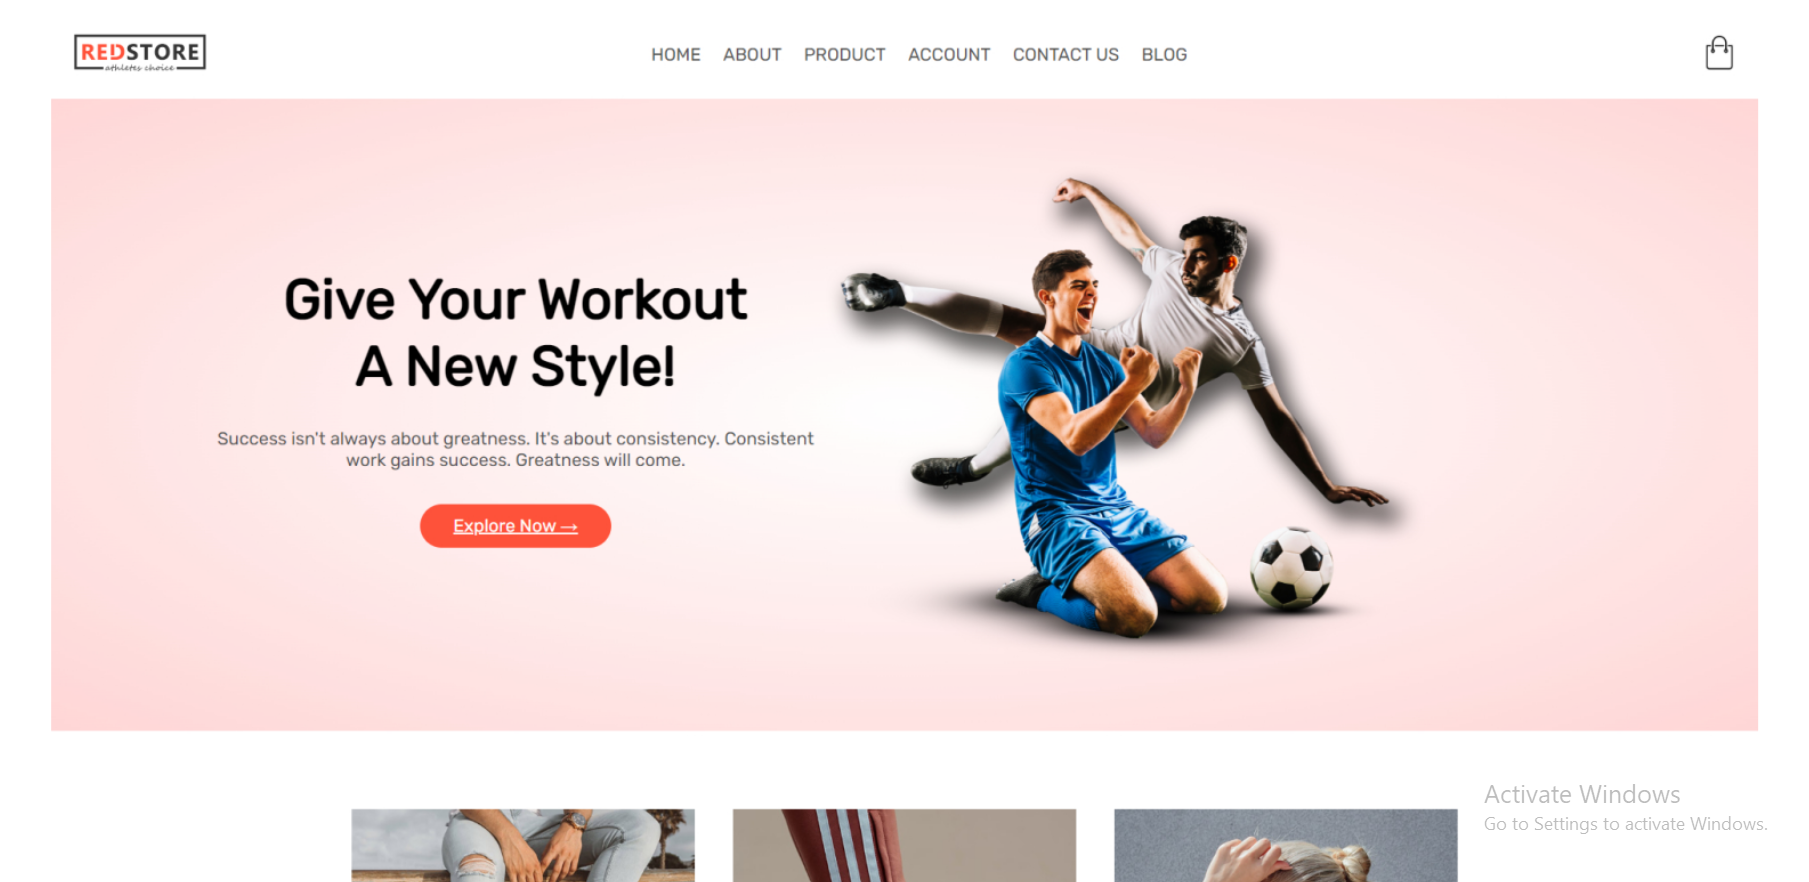 REDSTORE
athletes choice
HOME ABOUT PRODUCT ACCOUNT CONTACT US BLOG
Give Your Workout
A New Style!
Success isn't always about greatness. It's about consistency. Consistent
work gains success. Greatness will come.
Explore Now →
Activate Windows
Go to Settings to activate Windows.